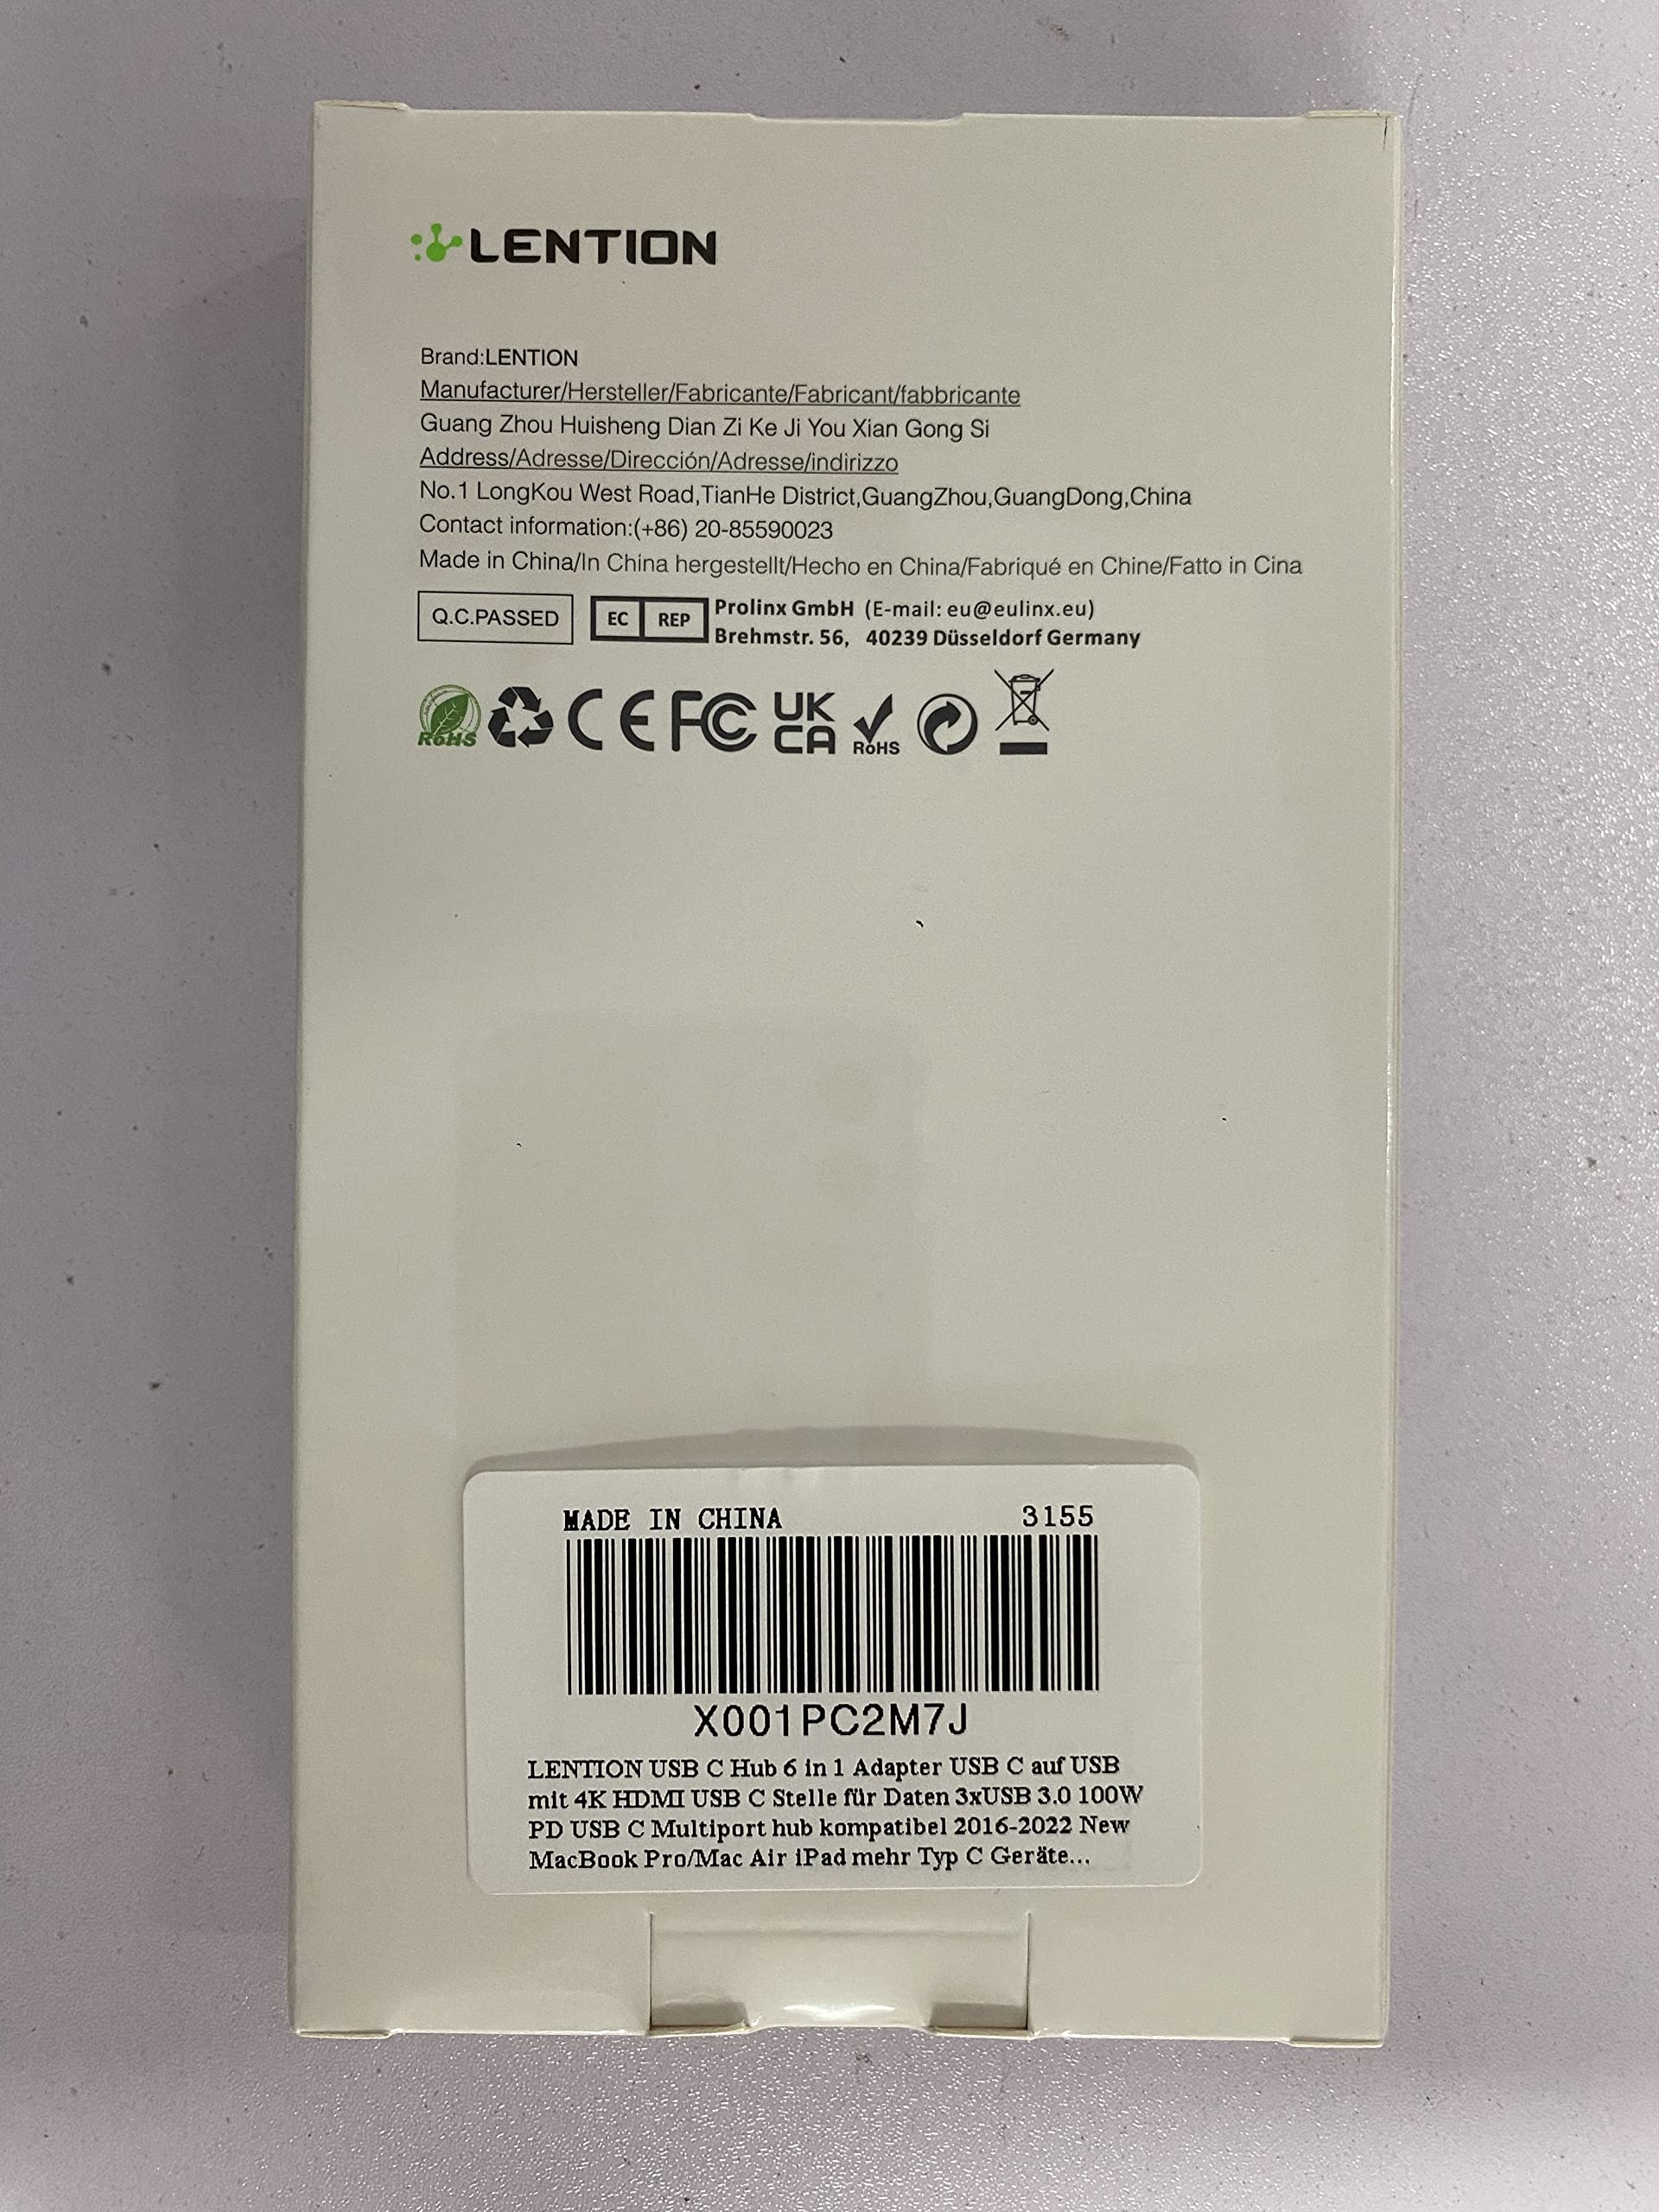 LENTION
Brand:LENTION
Manufacturer/Hersteller/Fabricante/Fabricant/fabbricante
Guang Zhou Huisheng Dian Zi Ke Ji You Xian Gong Si
Address/Adresse/Dirección/Adresse/indirizzo
No.1 LongKou West Road,TianHe District,GuangZhou,GuangDong,China
Contact information:(+86) 20-85590023
Made in China/In China hergestellt/Hecho en China/Fabriqué en Chine/Fatto in Cina
Q.C.PASSED EC REP Prolinx GmbH (E-mail: eu@eulinx.eu)
Brehmstr. 56, 40239 Düsseldorf Germany
RoHS CE FC UK CA RoHS
MADE IN CHINA 3155
X001PC2M7J
LENTION USB C Hub 6 in 1 Adapter USB C auf USB
mit 4K HDMI USB C Stelle für Daten 3xUSB 3.0 100W
PD USB C Multiport hub kompatibel 2016-2022 New
MacBook Pro/Mac Air iPad mehr Typ C Geräte...